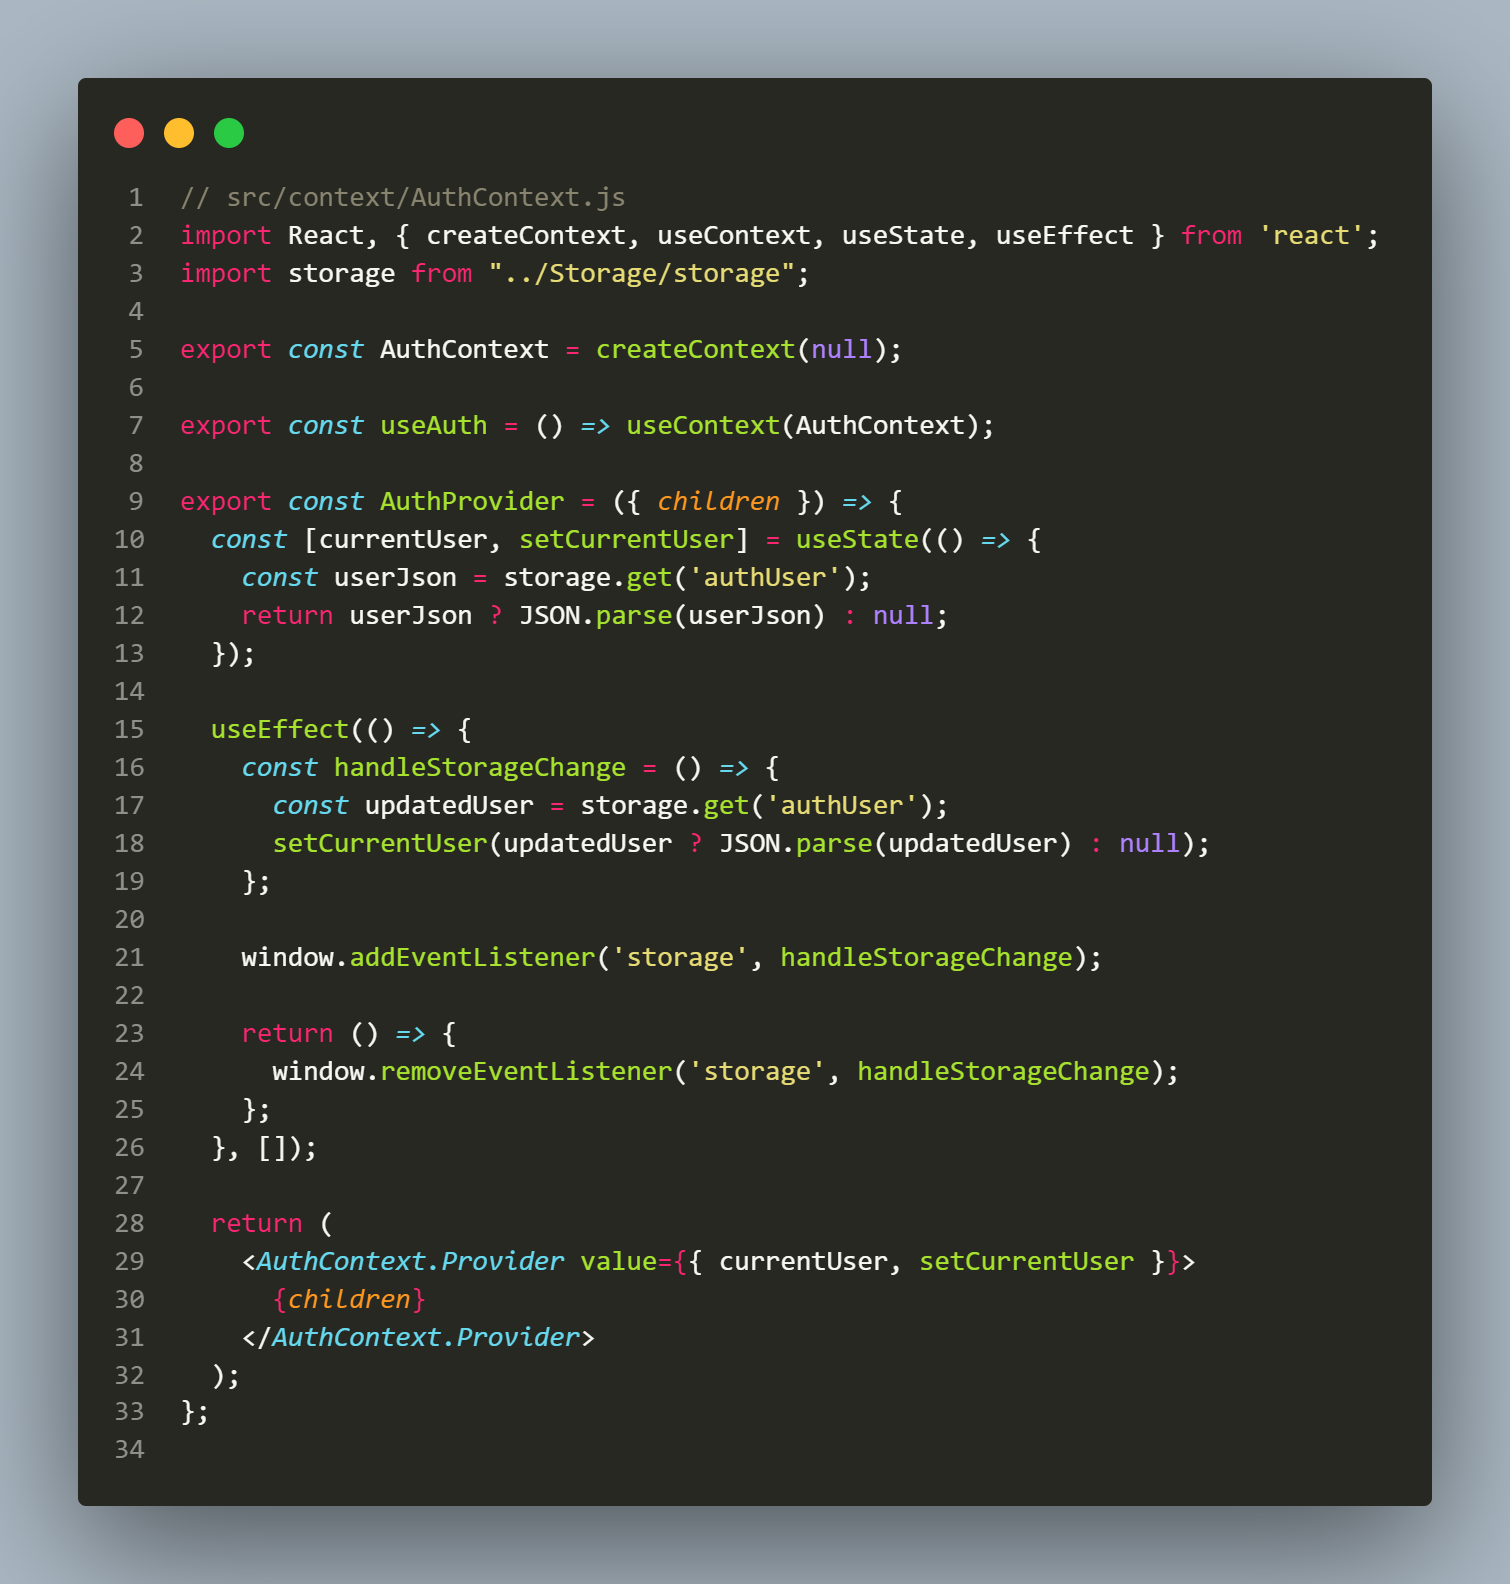 1 // src/context/AuthContext.js
2 import React, { createContext, useContext, useState, useEffect } from 'react';
3 import storage from "../Storage/storage";
4
5 export const AuthContext = createContext(null);
6
7 export const useAuth = () => useContext(AuthContext);
8
9 export const AuthProvider = ({ children }) => {
10   const [currentUser, setCurrentUser] = useState(() => {
11     const userJson = storage.get('authUser');
12     return userJson ? JSON.parse(userJson) : null;
13   });
14
15   useEffect(() => {
16     const handleStorageChange = () => {
17       const updatedUser = storage.get('authUser');
18       setCurrentUser(updatedUser ? JSON.parse(updatedUser) : null);
19     };
20
21     window.addEventListener('storage', handleStorageChange);
22
23     return () => {
24       window.removeEventListener('storage', handleStorageChange);
25     };
26   }, []);
27
28   return (
29     <AuthContext.Provider value={{ currentUser, setCurrentUser }}>
30       {children}
31     </AuthContext.Provider>
32   );
33 };
34